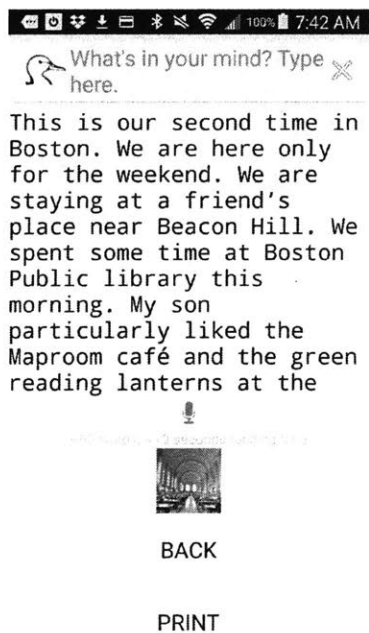 100% 7:42 AM
What's in your mind? Type
here.
This is our second time in
Boston. We are here only
for the weekend. We are
staying at a friend's
place near Beacon Hill. We
spent some time at Boston
Public library this
morning. My son
particularly liked the
Maproom café and the green
reading lanterns at the
BACK
PRINT